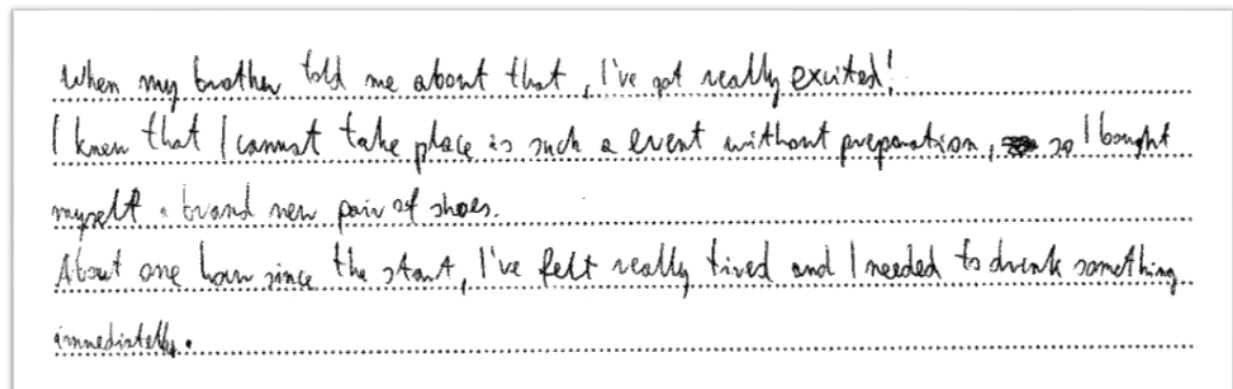 When my brother told me about that, I've got really excited!
I knew that I cannot take place is such a event without preparation, so I bought
myself a brand new pair of shoes.
About one hour since the start, I've felt really tired and I needed to drink something
immediatelly.